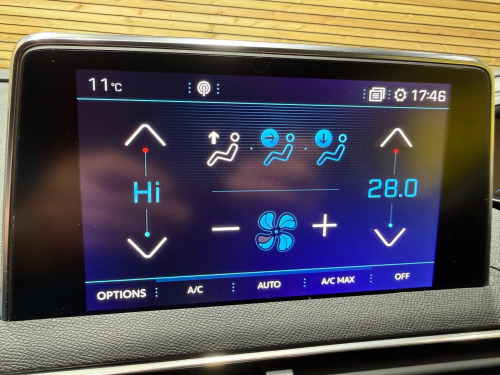 11°C 17:46
Hi 28.0
OPTIONS A/C AUTO A/C MAX OFF